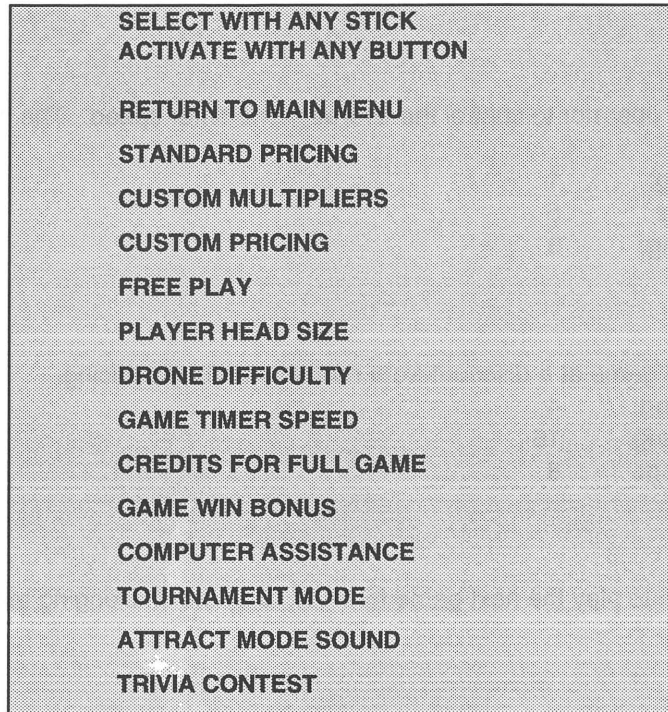 SELECT WITH ANY STICK
ACTIVATE WITH ANY BUTTON
RETURN TO MAIN MENU
STANDARD PRICING
CUSTOM MULTIPLIERS
CUSTOM PRICING
FREE PLAY
PLAYER HEAD SIZE
DRONE DIFFICULTY
GAME TIMER SPEED
CREDITS FOR FULL GAME
GAME WIN BONUS
COMPUTER ASSISTANCE
TOURNAMENT MODE
ATTRACT MODE SOUND
TRIVIA CONTEST